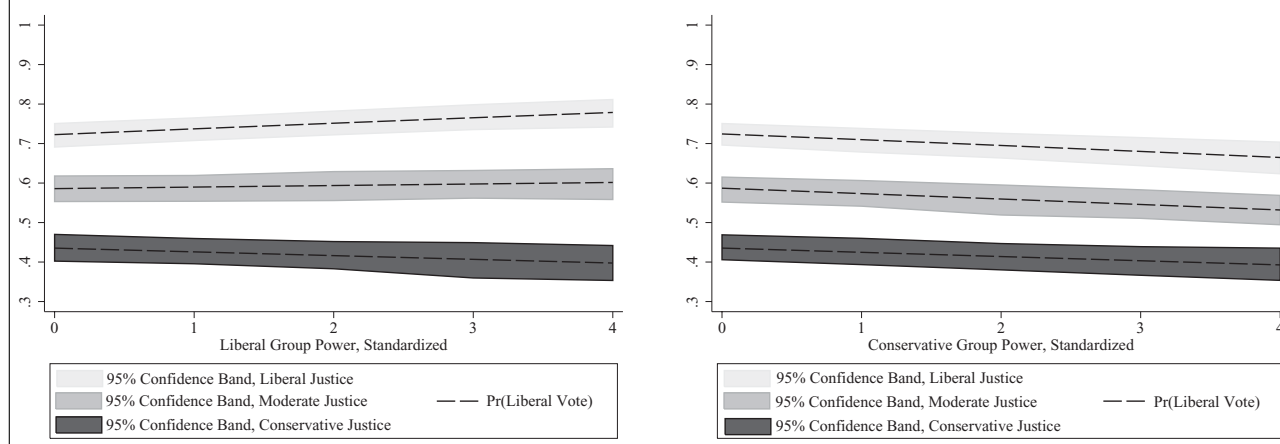 1
.9
.8
.7
.6
.5
.4
.3
0 1 2 3 4
Liberal Group Power, Standardized
95% Confidence Band, Liberal Justice
95% Confidence Band, Moderate Justice
Pr(Liberal Vote)
95% Confidence Band, Conservative Justice
1
.9
.8
.7
.6
.5
.4
.3
0 1 2 3 4
Conservative Group Power, Standardized
95% Confidence Band, Liberal Justice
95% Confidence Band, Moderate Justice
Pr(Liberal Vote)
95% Confidence Band, Conservative Justice